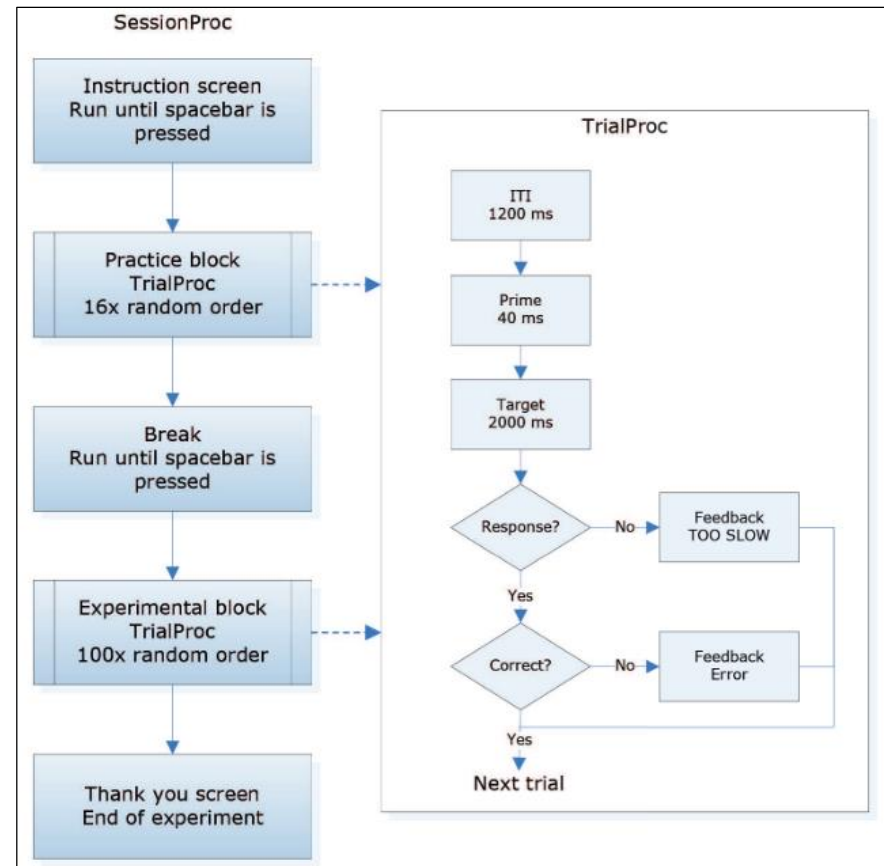 SessionProc
Instruction screen
Run until spacebar is
pressed
Practice block
TrialProc
16x random order
Break
Run until spacebar is
pressed
Experimental block
TrialProc
100x random order
Thank you screen
End of experiment
TrialProc
ITI
1200 ms
Prime
40 ms
Target
2000 ms
Response?
No
Feedback
TOO SLOW
Yes
Correct?
No
Feedback
Error
Yes
Next trial